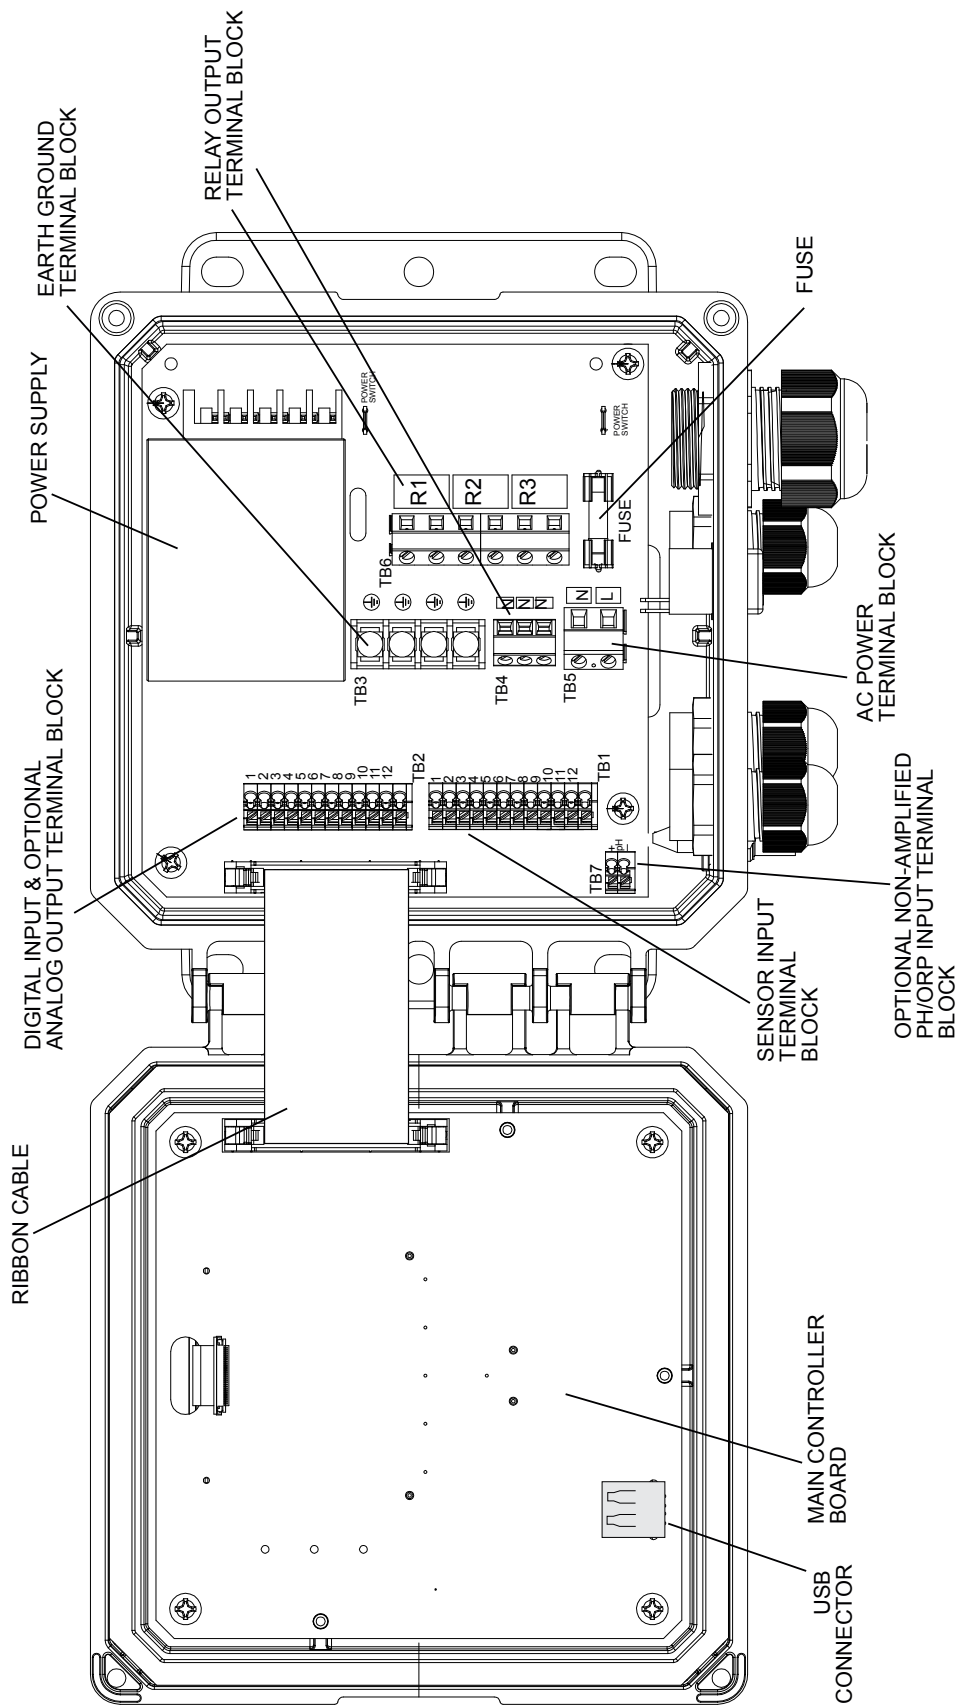 RIBBON CABLE
DIGITAL INPUT & OPTIONAL
ANALOG OUTPUT TERMINAL BLOCK
POWER SUPPLY
EARTH GROUND
TERMINAL BLOCK
RELAY OUTPUT
TERMINAL BLOCK
POWER
SWITCH
POWER
SWITCH
R1
R2
R3
TB6
FUSE
TB3
TB4
N
N
N
TB5
N
L
1
2
3
4
5
6
7
8
9
10
11
12
TB2
1
2
3
4
5
6
7
8
9
10
11
12
TB1
TB7
+
pH
-
USB
CONNECTOR
MAIN CONTROLLER
BOARD
SENSOR INPUT
TERMINAL
BLOCK
OPTIONAL NON-AMPLIFIED
PH/ORP INPUT TERMINAL
BLOCK
AC POWER
TERMINAL BLOCK
FUSE